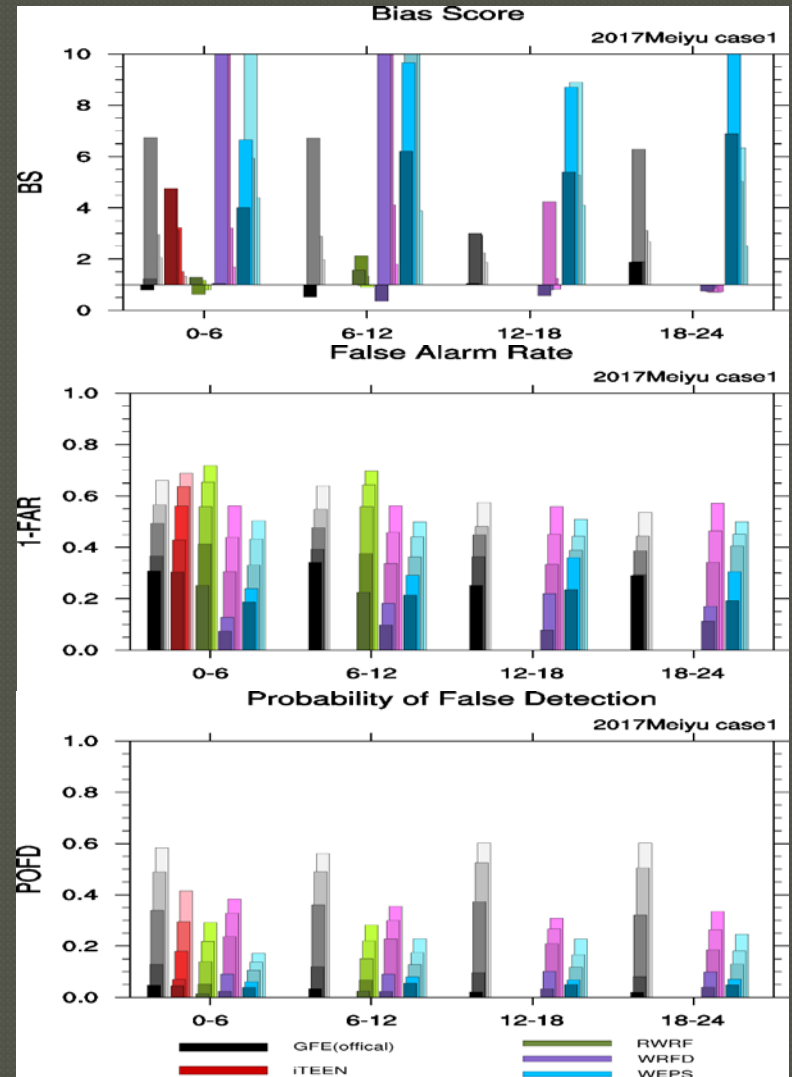 Bias Score
2017Meiyu case1
10
8
6
4
2
0
BS
0-6
6-12
12-18
18-24
False Alarm Rate
2017Meiyu case1
1.0
0.8
0.6
0.4
0.2
0.0
1-FAR
0-6
6-12
12-18
18-24
Probability of False Detection
2017Meiyu case1
1.0
0.8
0.6
0.4
0.2
0.0
POFD
0-6
6-12
12-18
18-24
GFE(offical)
RWRF
WRFD
iTEEN
WEPS